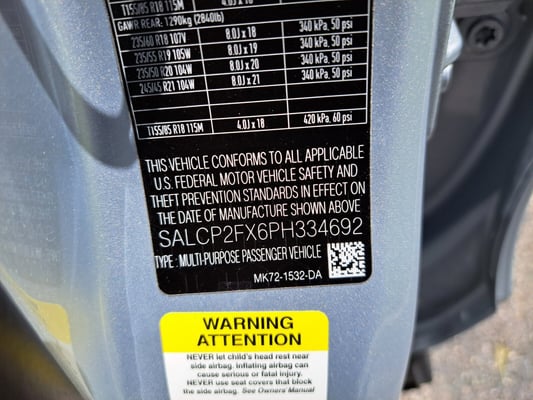 T155/85 R18 115M 4.0J x 18
GAWR REAR: 1290kg (2840lb)
235/60 R18 107V 8.0J x 18 340 kPa, 50 psi
235/55 R19 105W 8.0J x 19 340 kPa, 50 psi
235/50 R20 104W 8.0J x 20 340 kPa, 50 psi
245/45 R21 104W 8.0J x 21 340 kPa, 50 psi
T155/85 R18 115M 4.0J x 18 420 kPa, 60 psi
THIS VEHICLE CONFORMS TO ALL APPLICABLE
U.S. FEDERAL MOTOR VEHICLE SAFETY AND
THEFT PREVENTION STANDARDS IN EFFECT ON
THE DATE OF MANUFACTURE SHOWN ABOVE
SALCP2FX6PH334692
TYPE : MULTI-PURPOSE PASSENGER VEHICLE
MK72-1532-DA
WARNING
ATTENTION
NEVER let child's head rest near
side airbag. Inflating airbag can
cause serious or fatal injury.
NEVER use seat covers that block
the side airbag. See Owners Manual